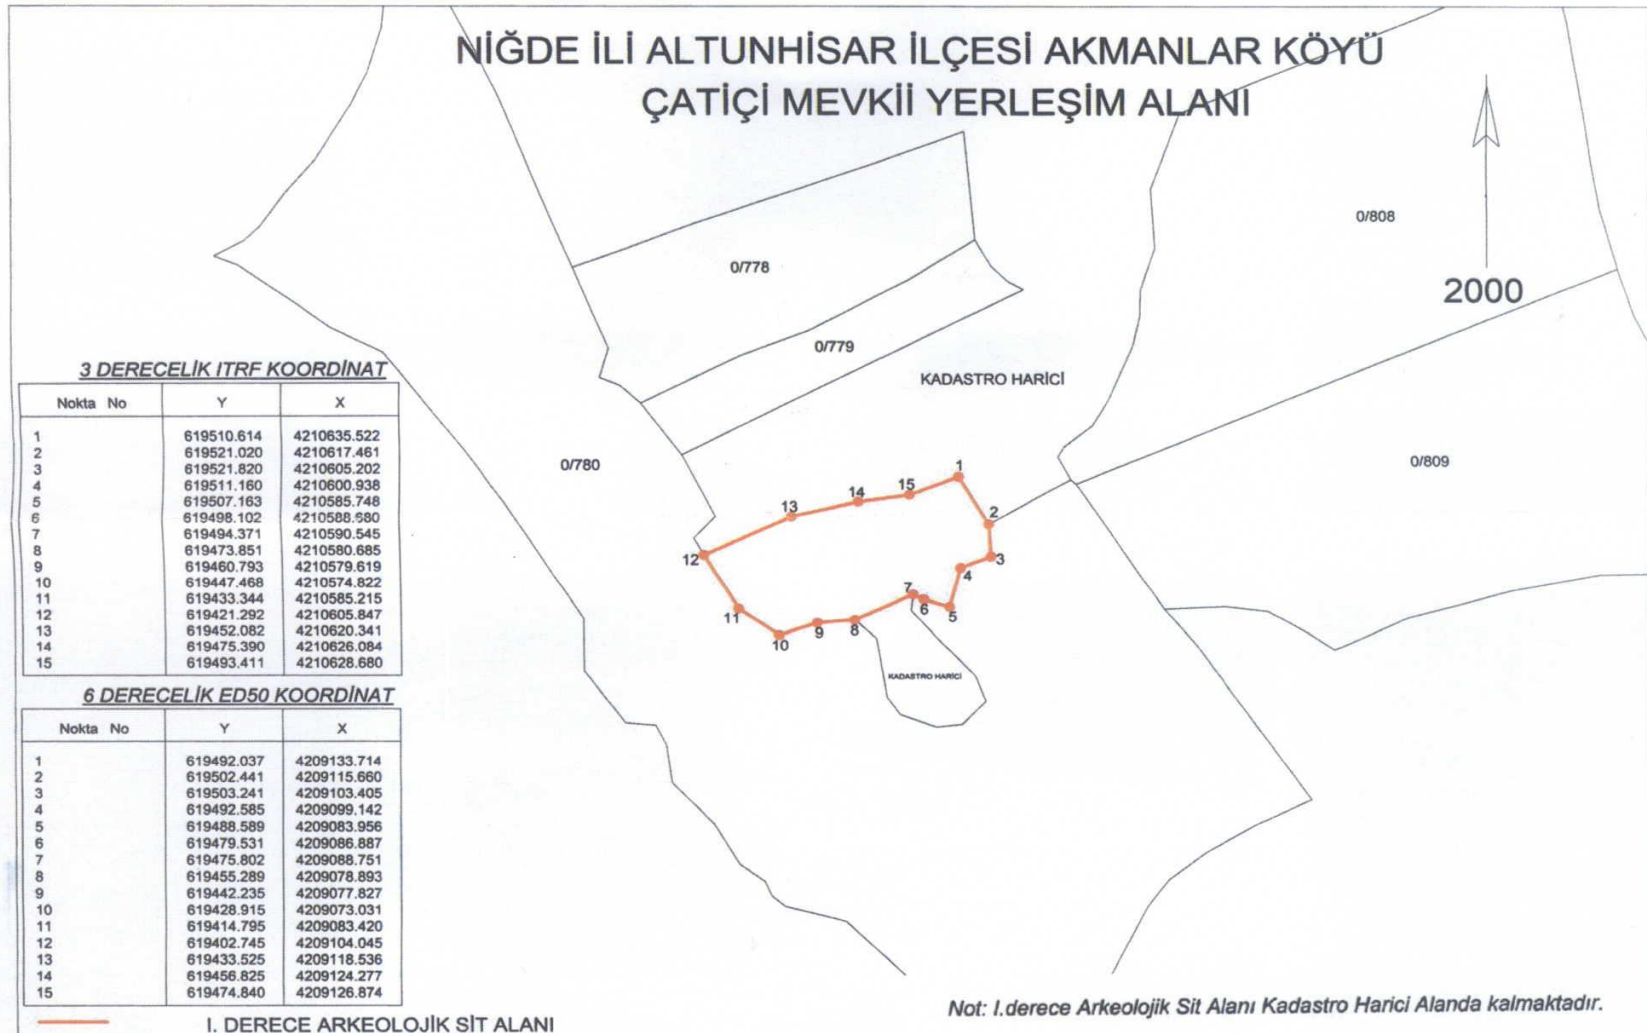 NİĞDE İLİ ALTUNHİSAR İLÇESİ AKMANLAR KÖYÜ
ÇATİÇİ MEVKİİ YERLEŞİM ALANI
0/808
0/778
2000
0/779
KADASTRO HARİCİ
0/780
0/809
1
2
3
4
5
6
7
8
9
10
11
12
13
14
15
KADASTRO HARİCİ
3 DERECELİK ITRF KOORDİNAT
Nokta No Y X
1 619510.614 4210635.522
2 619521.020 4210617.461
3 619521.820 4210605.202
4 619511.160 4210600.938
5 619507.163 4210585.748
6 619498.102 4210588.680
7 619494.371 4210590.545
8 619473.851 4210580.685
9 619460.793 4210579.619
10 619447.468 4210574.822
11 619433.344 4210585.215
12 619421.292 4210605.847
13 619452.082 4210620.341
14 619475.390 4210626.084
15 619493.411 4210628.680
6 DERECELİK ED50 KOORDİNAT
Nokta No Y X
1 619492.037 4209133.714
2 619502.441 4209115.660
3 619503.241 4209103.405
4 619492.585 4209099.142
5 619488.589 4209083.956
6 619479.531 4209086.887
7 619475.802 4209088.751
8 619455.289 4209078.893
9 619442.235 4209077.827
10 619428.915 4209073.031
11 619414.795 4209083.420
12 619402.745 4209104.045
13 619433.525 4209118.536
14 619456.825 4209124.277
15 619474.840 4209126.874
I. DERECE ARKEOLOJİK SİT ALANI
Not: I.derece Arkeolojik Sit Alanı Kadastro Harici Alanda kalmaktadır.